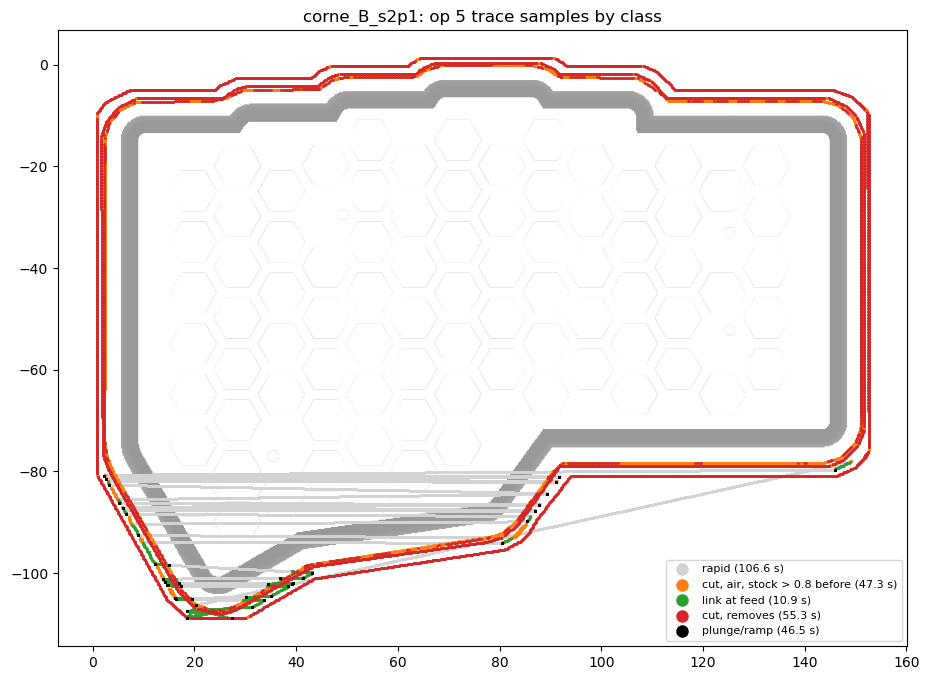 corne_B_s2p1: op 5 trace samples by class
0
−20
−40
−60
−80
−100
0
20
40
60
80
100
120
140
160
rapid (106.6 s)
cut, air, stock > 0.8 before (47.3 s)
link at feed (10.9 s)
cut, removes (55.3 s)
plunge/ramp (46.5 s)